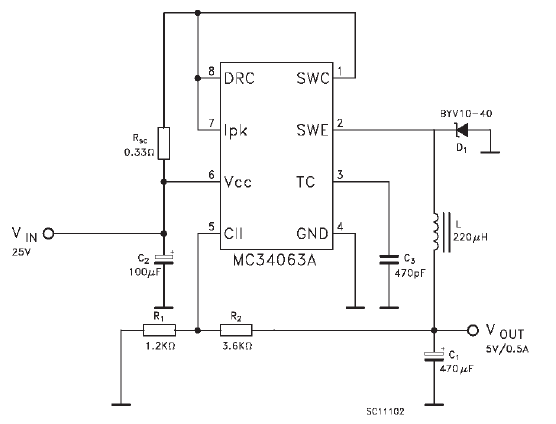 8 DRC SWC 1
BYV10-40
7 Ipk SWE 2
D1
Rsc
0.33Ω
6 Vcc TC 3
5 CII GND 4
L
220μH
VIN
25V
C2
100μF
MC34063A
C3
470pF
R1
1.2KΩ
R2
3.6KΩ
VOUT
5V/0.5A
C1
470μF
SC11102